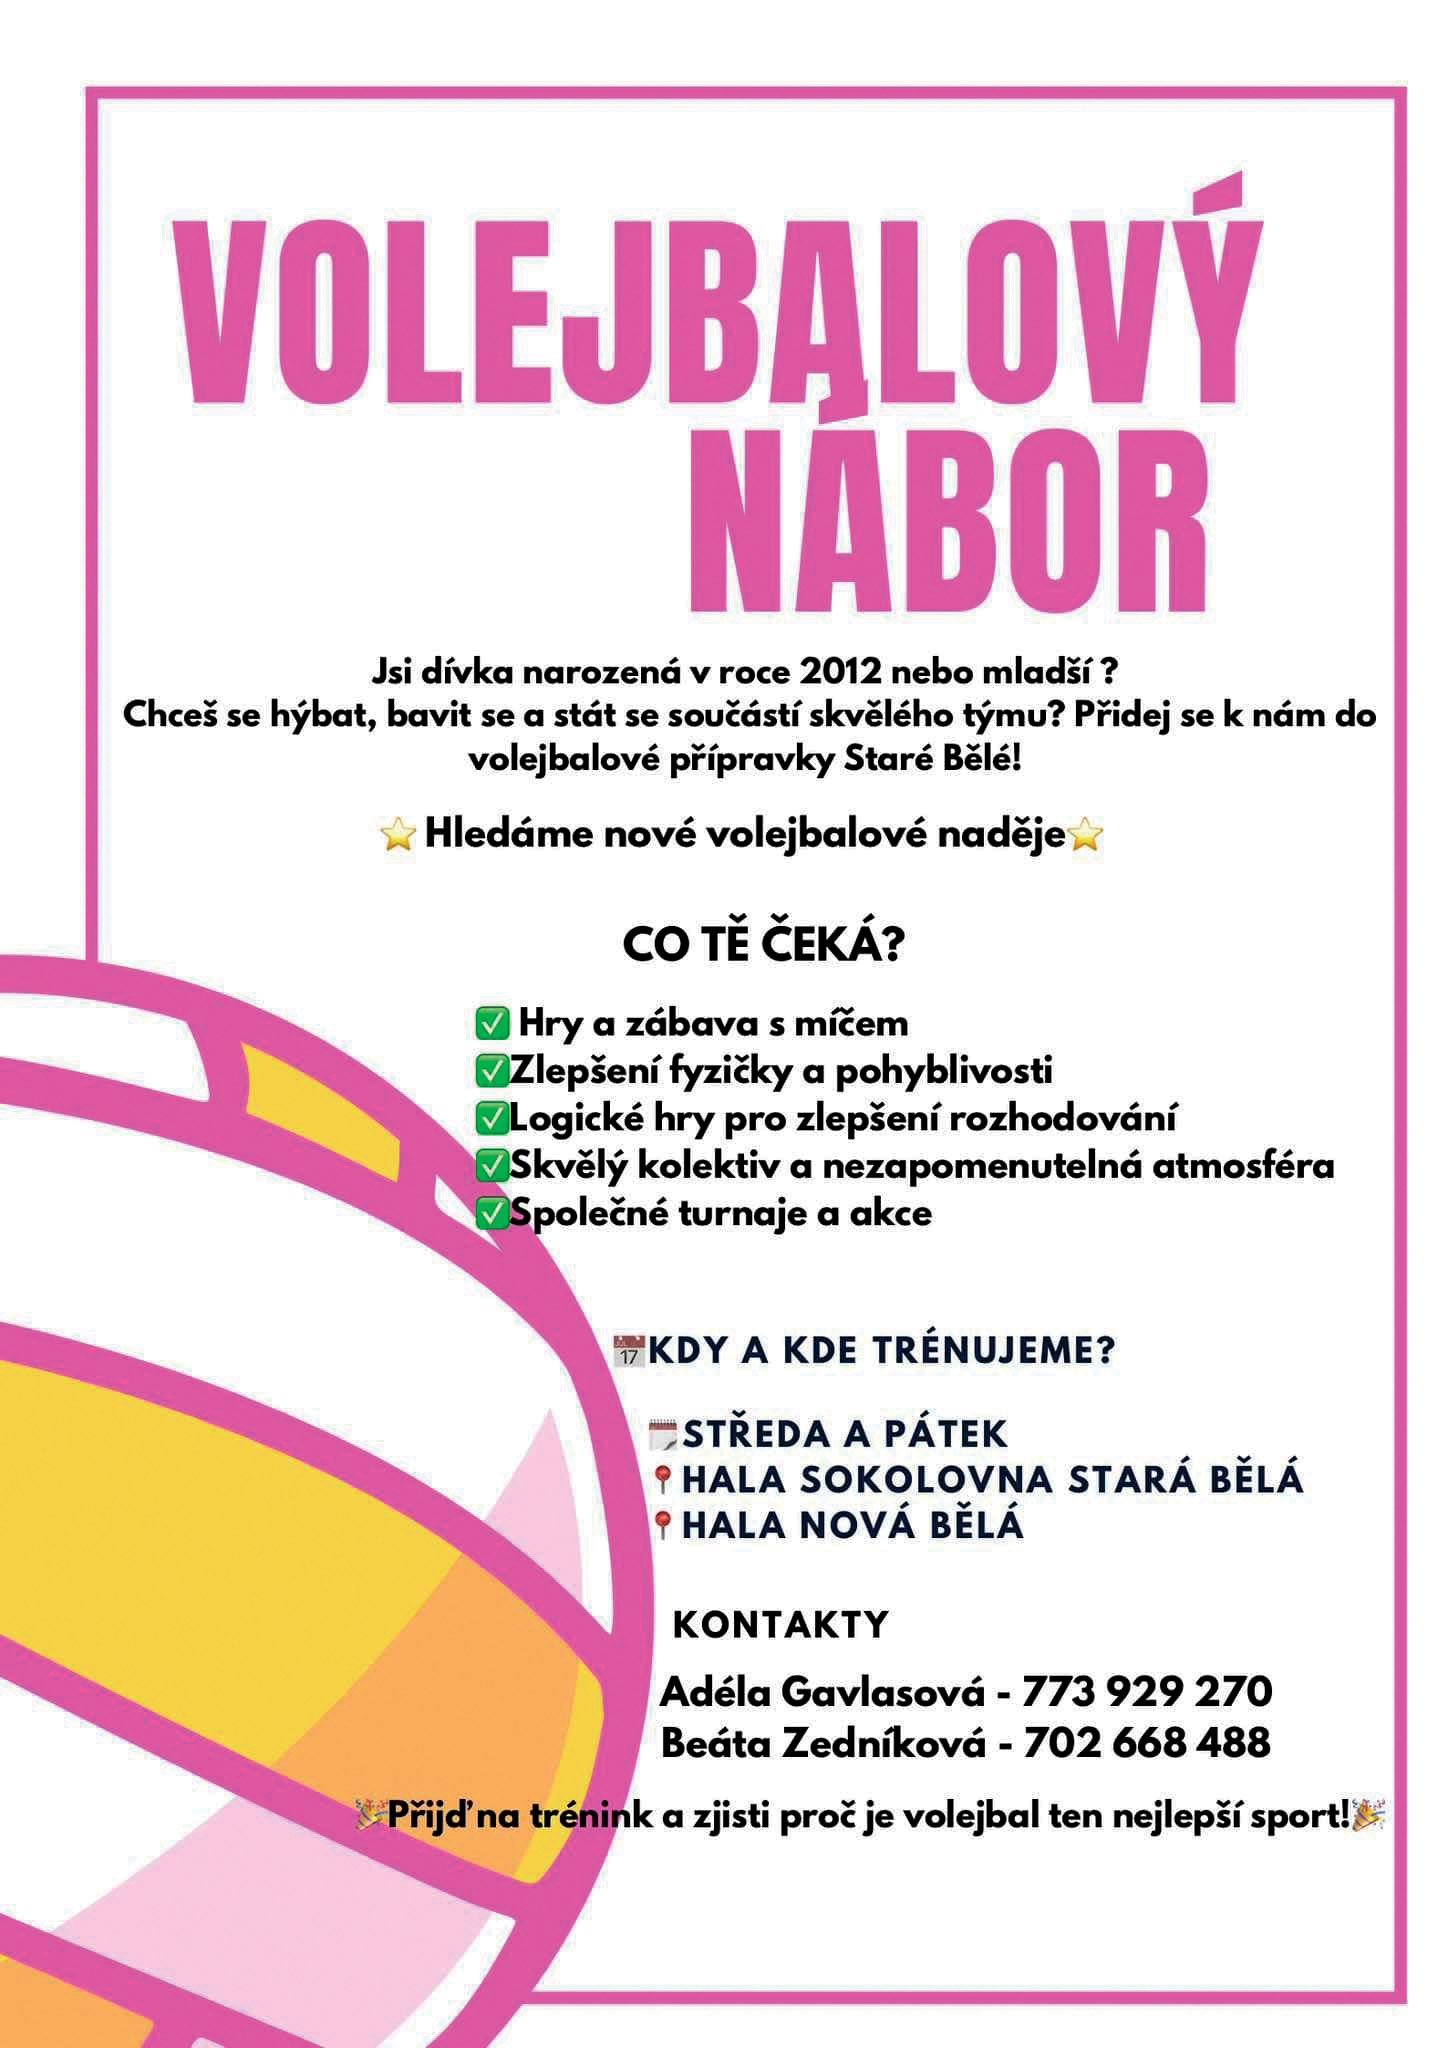 VOLEJBALOVÝ
NÁBOR
Jsi dívka narozená v roce 2012 nebo mladší ?
Chceš se hýbat, bavit se a stát se součástí skvělého týmu? Přidej se k nám do
volejbalové přípravky Staré Bělé!
⭐ Hledáme nové volejbalové naděje⭐
CO TĚ ČEKÁ?
✅ Hry a zábava s míčem
✅Zlepšení fyzičky a pohyblivosti
✅Logické hry pro zlepšení rozhodování
✅Skvělý kolektiv a nezapomenutelná atmosféra
✅Společné turnaje a akce
📅KDY A KDE TRÉNUJEME?
🗓STŘEDA A PÁTEK
📍HALA SOKOLOVNA STARÁ BĚLÁ
📍HALA NOVÁ BĚLÁ
KONTAKTY
Adéla Gavlasová - 773 929 270
Beáta Zedníková - 702 668 488
🎉Přijď na trénink a zjisti proč je volejbal ten nejlepší sport!🎉